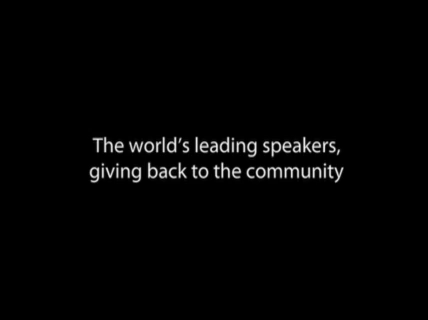 The world’s leading speakers,
giving back to the community